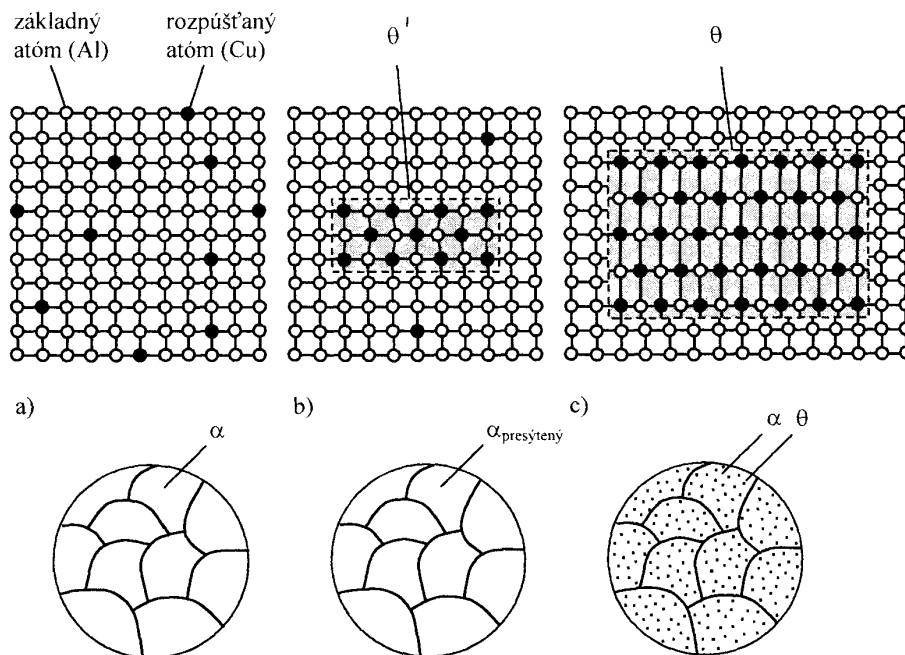 základný
atóm (Al)
rozpúšťaný
atóm (Cu)
θ'
θ
a)
b)
c)
α
αpresýtený
α θ